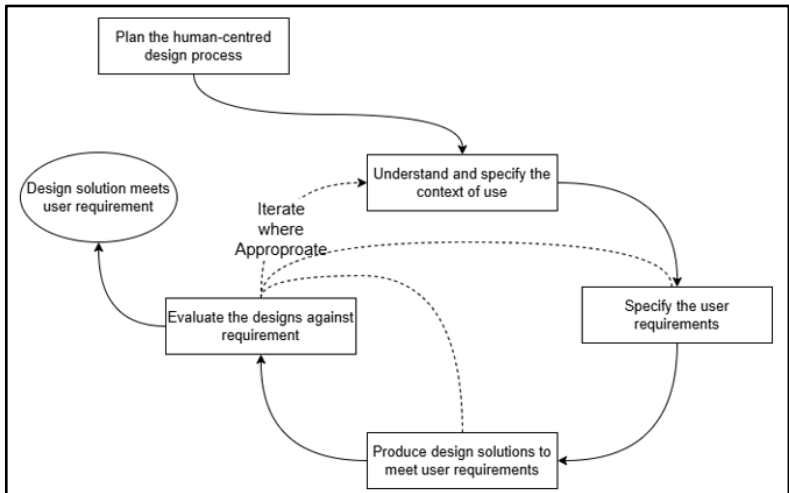 Plan the human-centred
design process
Understand and specify the
context of use
Design solution meets
user requirement
Iterate
where
Approproate
Specify the user
requirements
Evaluate the designs against
requirement
Produce design solutions to
meet user requirements